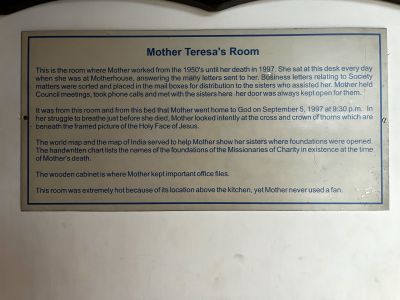 Mother Teresa's Room
This is the room where Mother worked from the 1950's until her death in 1997. She sat at this desk every day
when she was at Motherhouse, answering the many letters sent to her. Business letters relating to Society
matters were sorted and placed in the mail boxes for distribution to the sisters who assisted her. Mother held
Council meetings, took phone calls and met with the sisters here her door was always kept open for them.
It was from this room and from this bed that Mother went home to God on September 5, 1997 at 9:30 p.m. In
her struggle to breathe just before she died, Mother looked intently at the cross and crown of thorns which are
beneath the framed picture of the Holy Face of Jesus.
The world map and the map of India served to help Mother show her sisters where foundations were opened
The handwritten chart lists the names of the foundations of the Missionaries of Charity in existence at the time
of Mother's death.
The wooden cabinet is where Mother kept important office files.
This room was extremely hot because of its location above the kitchen, yet Mother never used a fan.